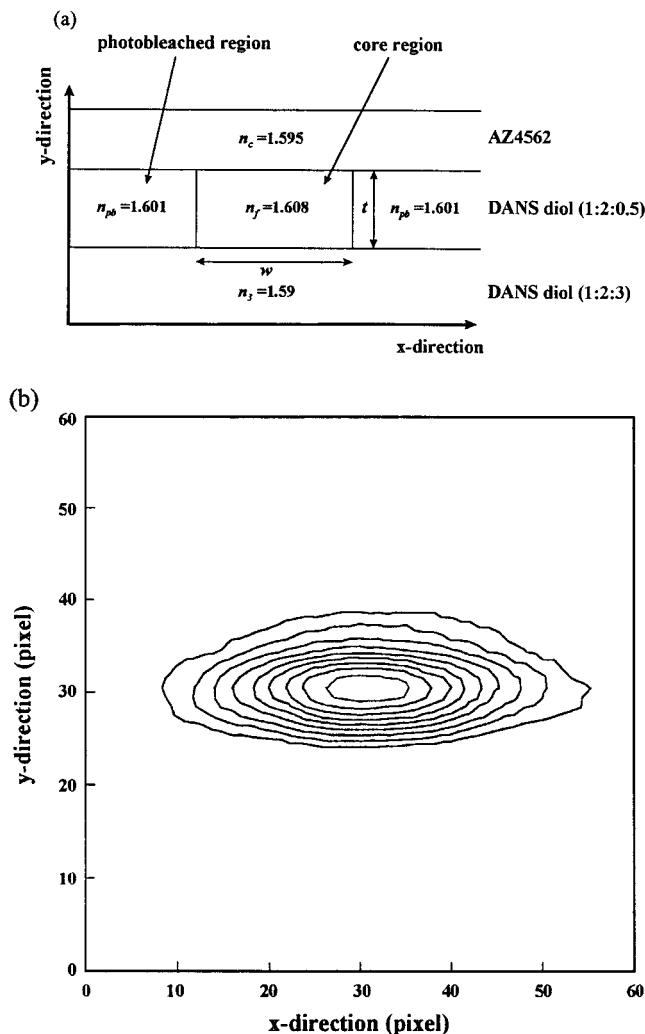 (a)
photobleached region
core region
y-direction
n_c =1.595
AZ4562
n_pb =1.601
n_f =1.608
t
n_pb =1.601
DANS diol (1:2:0.5)
w
n_3 =1.59
DANS diol (1:2:3)
x-direction
(b)
60
50
40
30
20
10
0
y-direction (pixel)
0 10 20 30 40 50 60
x-direction (pixel)